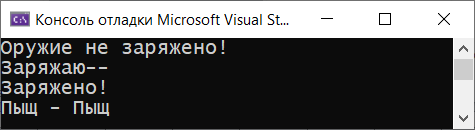 Консоль отладки Microsoft Visual St...
Оружие не заряжено!
Заряжаю--
Заряжено!
Пыщ - Пыщ